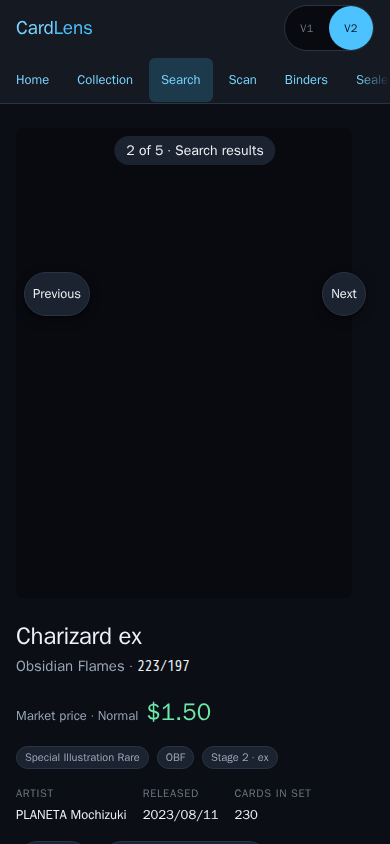 CardLens
V1 V2
Home Collection Search Scan Binders Seale
2 of 5 · Search results
Previous Next
Charizard ex
Obsidian Flames · 223/197
Market price · Normal $1.50
Special Illustration Rare OBF Stage 2 · ex
ARTIST RELEASED CARDS IN SET
PLANETA Mochizuki 2023/08/11 230